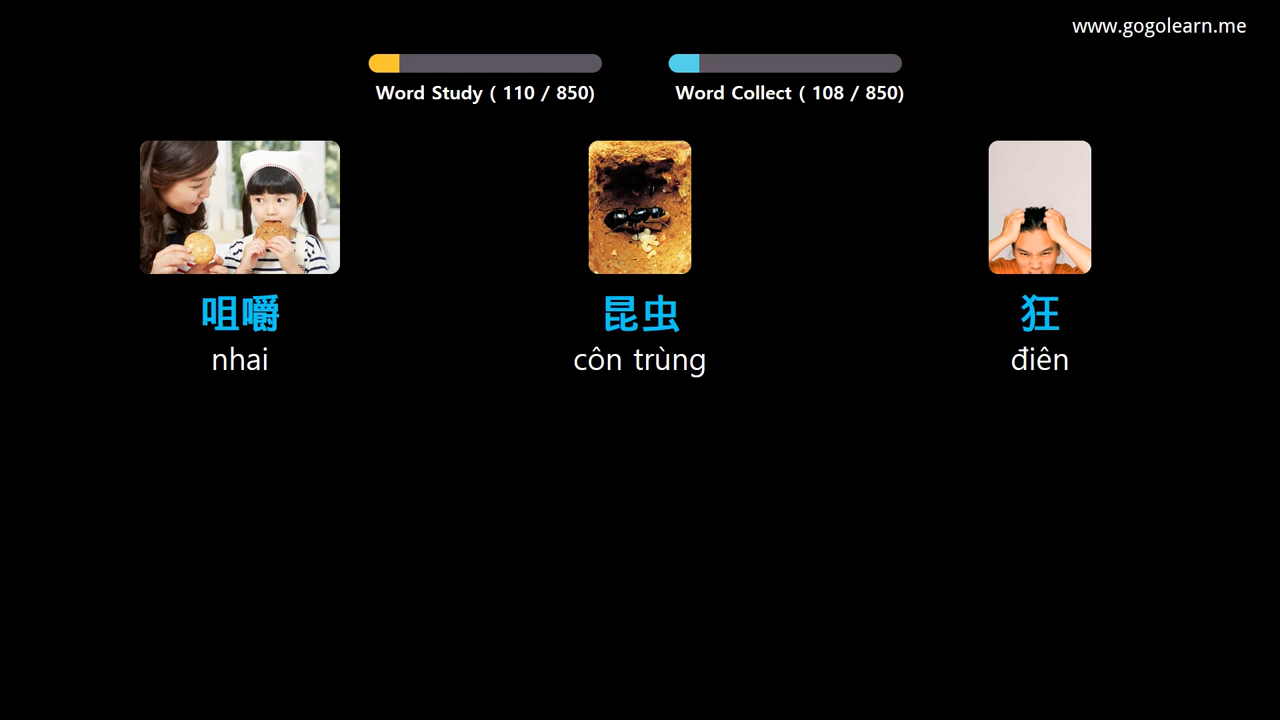 www.gogolearn.me
Word Study ( 110 / 850)
Word Collect ( 108 / 850)
咀嚼
nhai
昆虫
côn trùng
狂
điên